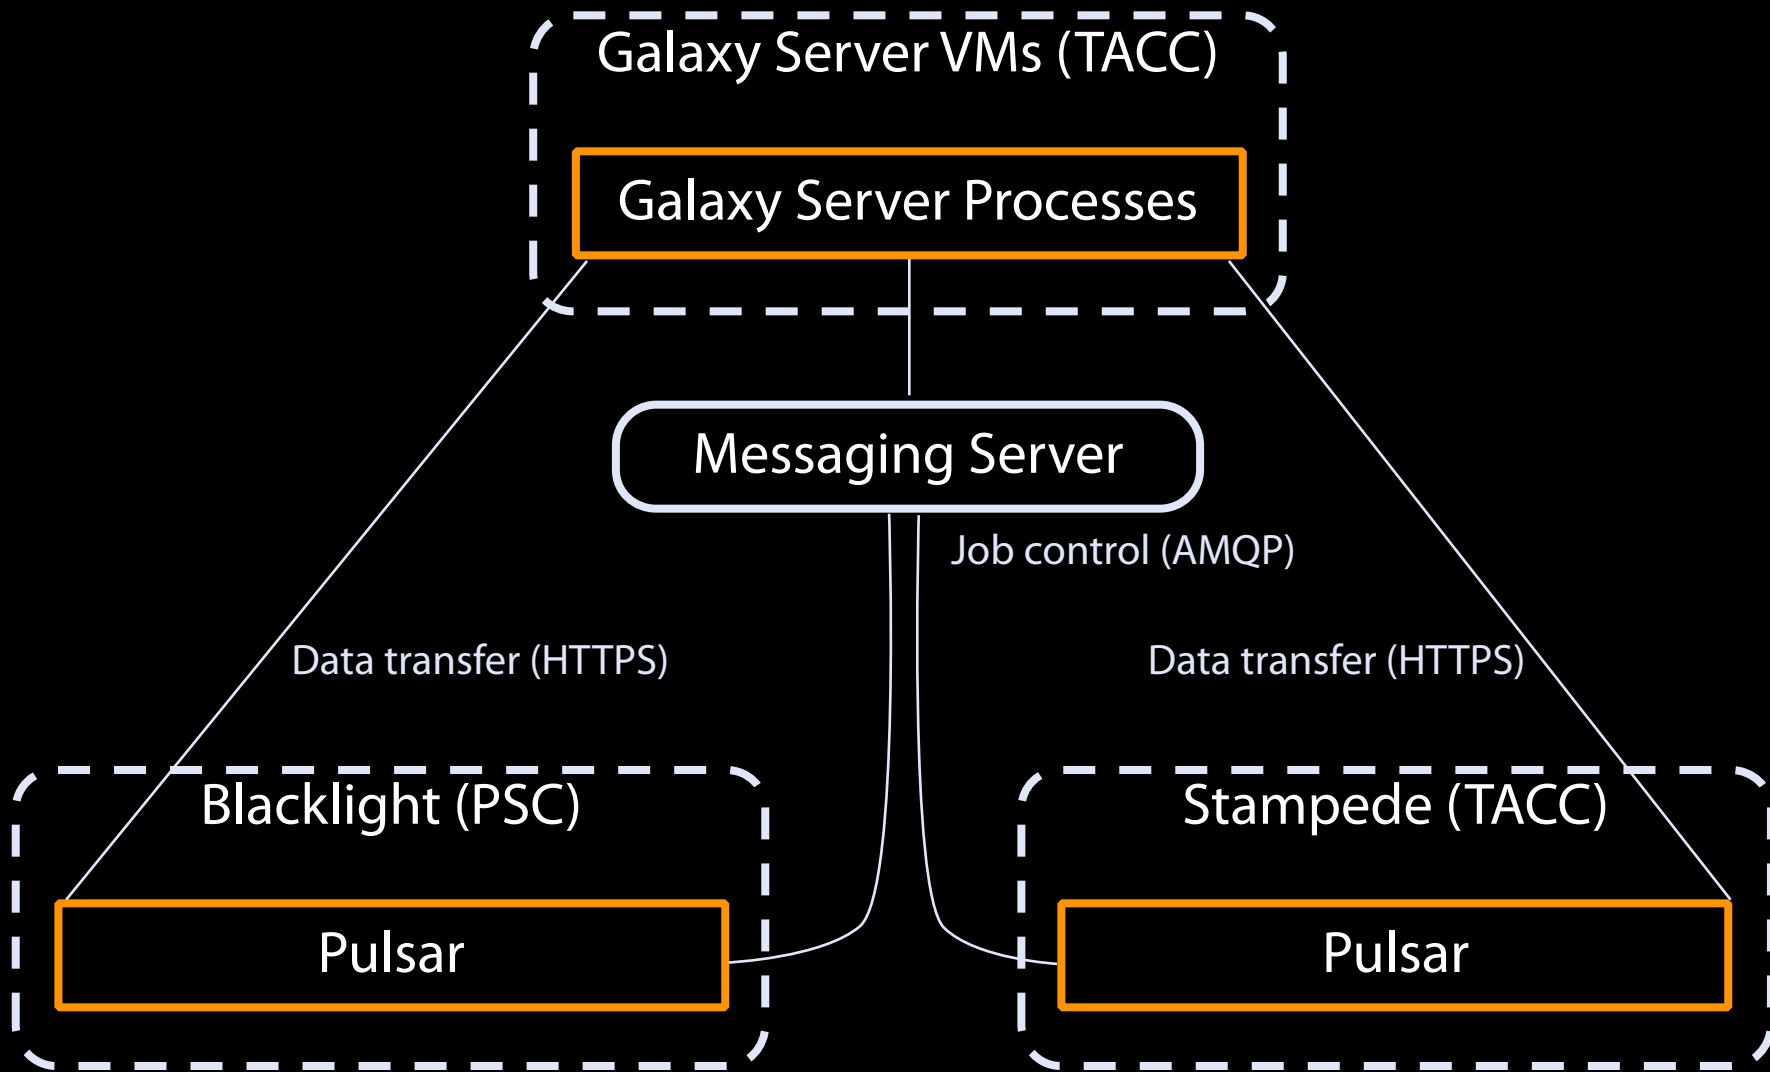 Galaxy Server VMs (TACC)
Galaxy Server Processes
Messaging Server
Job control (AMQP)
Data transfer (HTTPS)
Data transfer (HTTPS)
Blacklight (PSC)
Stampede (TACC)
Pulsar
Pulsar